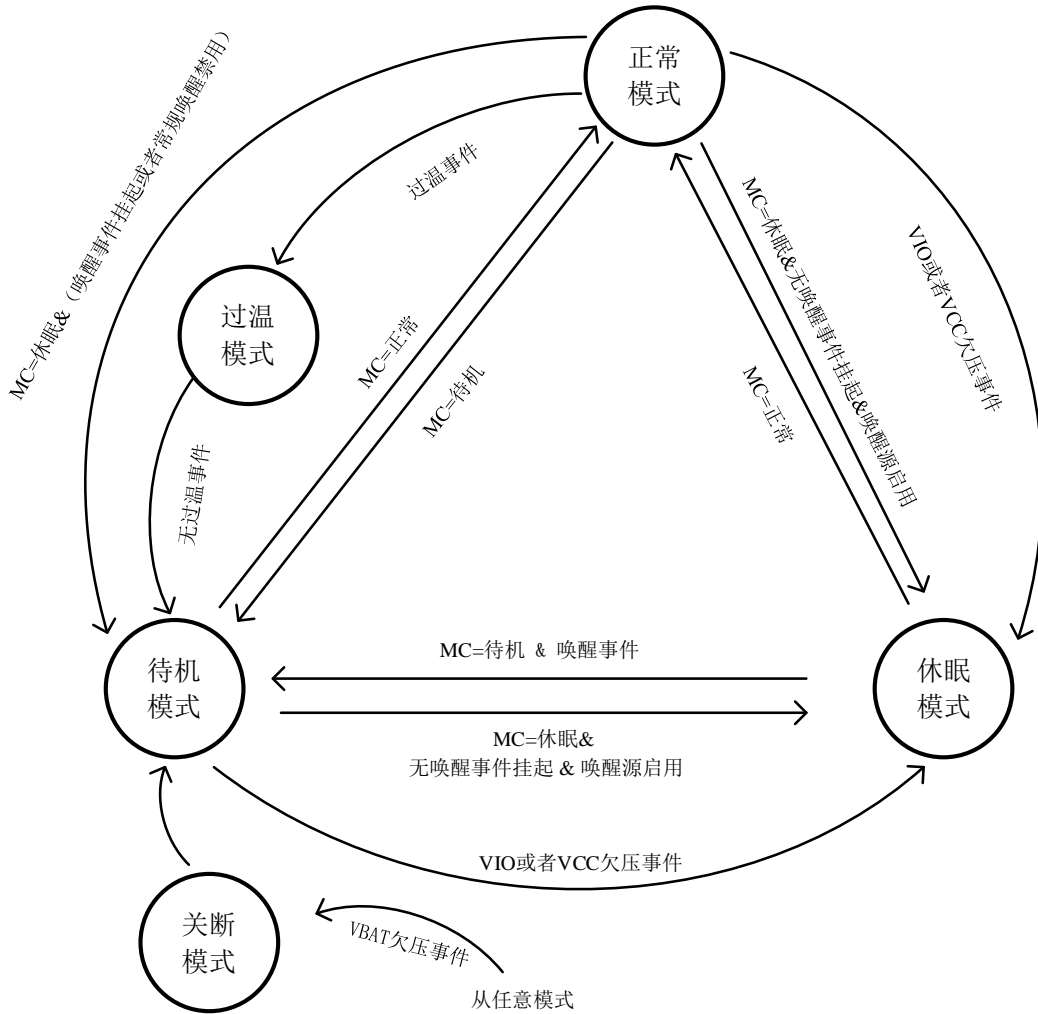 正常
模式
MC=休眠&（唤醒事件挂起或者常规唤醒禁用）
过温事件
MC=休眠&无唤醒事件挂起&唤醒源启用
VIO或者VCC欠压事件
过温
模式
MC=正常
MC=待机
MC=正常
无过温事件
待机
模式
MC=待机 & 唤醒事件
休眠
模式
MC=休眠&
无唤醒事件挂起 & 唤醒源启用
VIO或者VCC欠压事件
关断
模式
VBAT欠压事件
从任意模式